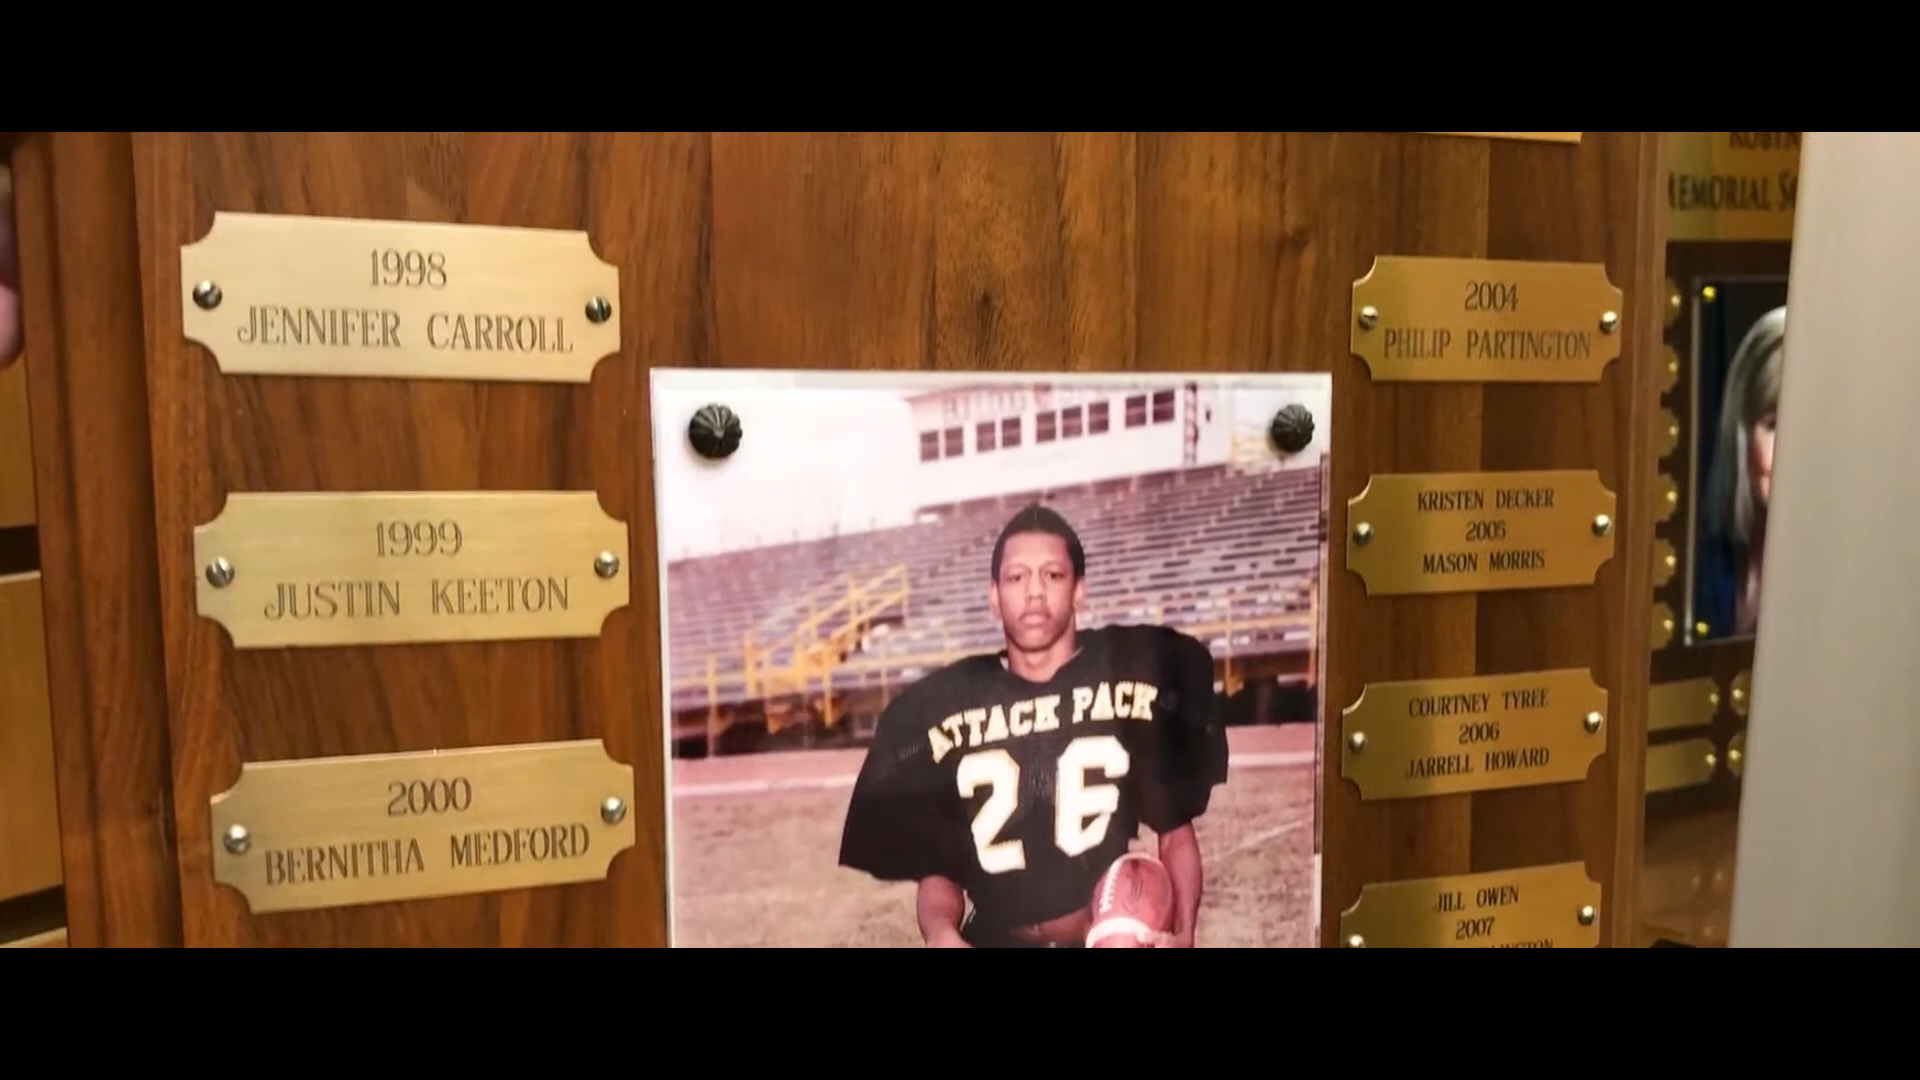 MEMORIAL
1998
JENNIFER CARROLL
1999
JUSTIN KEETON
2000
BERNITHA MEDFORD
ATTACK PACK
26
2004
PHILIP PARTINGTON
KRISTEN DECKER
2005
MASON MORRIS
COURTNEY TYREE
2006
JARRELL HOWARD
JILL OWEN
2007